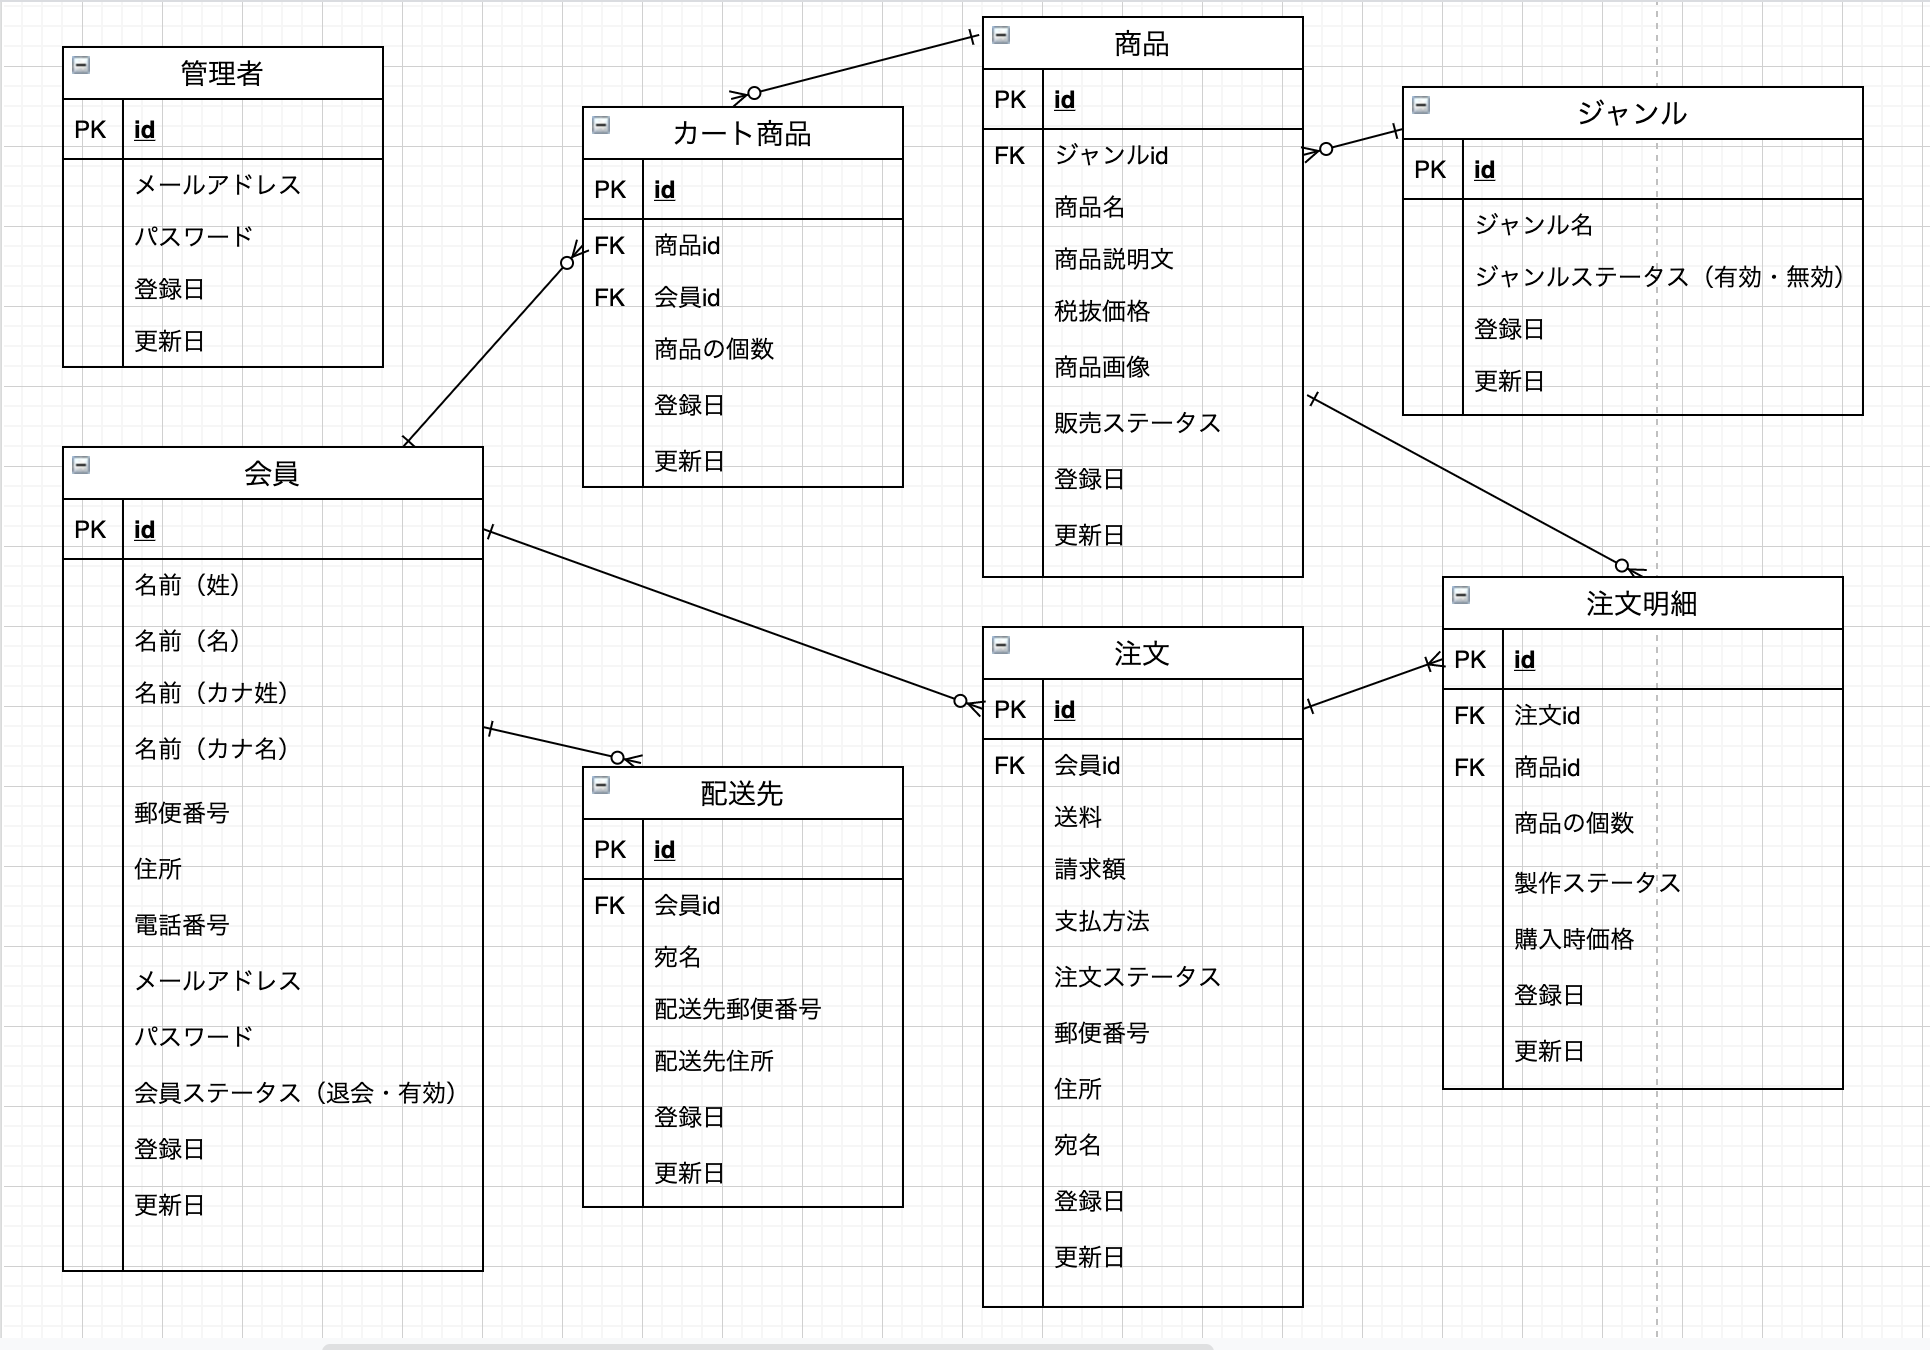 管理者
PK id
メールアドレス
パスワード
登録日
更新日
カート商品
PK id
FK 商品id
FK 会員id
商品の個数
登録日
更新日
商品
PK id
FK ジャンルid
商品名
商品説明文
税抜価格
商品画像
販売ステータス
登録日
更新日
ジャンル
PK id
ジャンル名
ジャンルステータス（有効・無効）
登録日
更新日
会員
PK id
名前（姓）
名前（名）
名前（カナ姓）
名前（カナ名）
郵便番号
住所
電話番号
メールアドレス
パスワード
会員ステータス（退会・有効）
登録日
更新日
配送先
PK id
FK 会員id
宛名
配送先郵便番号
配送先住所
登録日
更新日
注文
PK id
FK 会員id
送料
請求額
支払方法
注文ステータス
郵便番号
住所
宛名
登録日
更新日
注文明細
PK id
FK 注文id
FK 商品id
商品の個数
製作ステータス
購入時価格
登録日
更新日